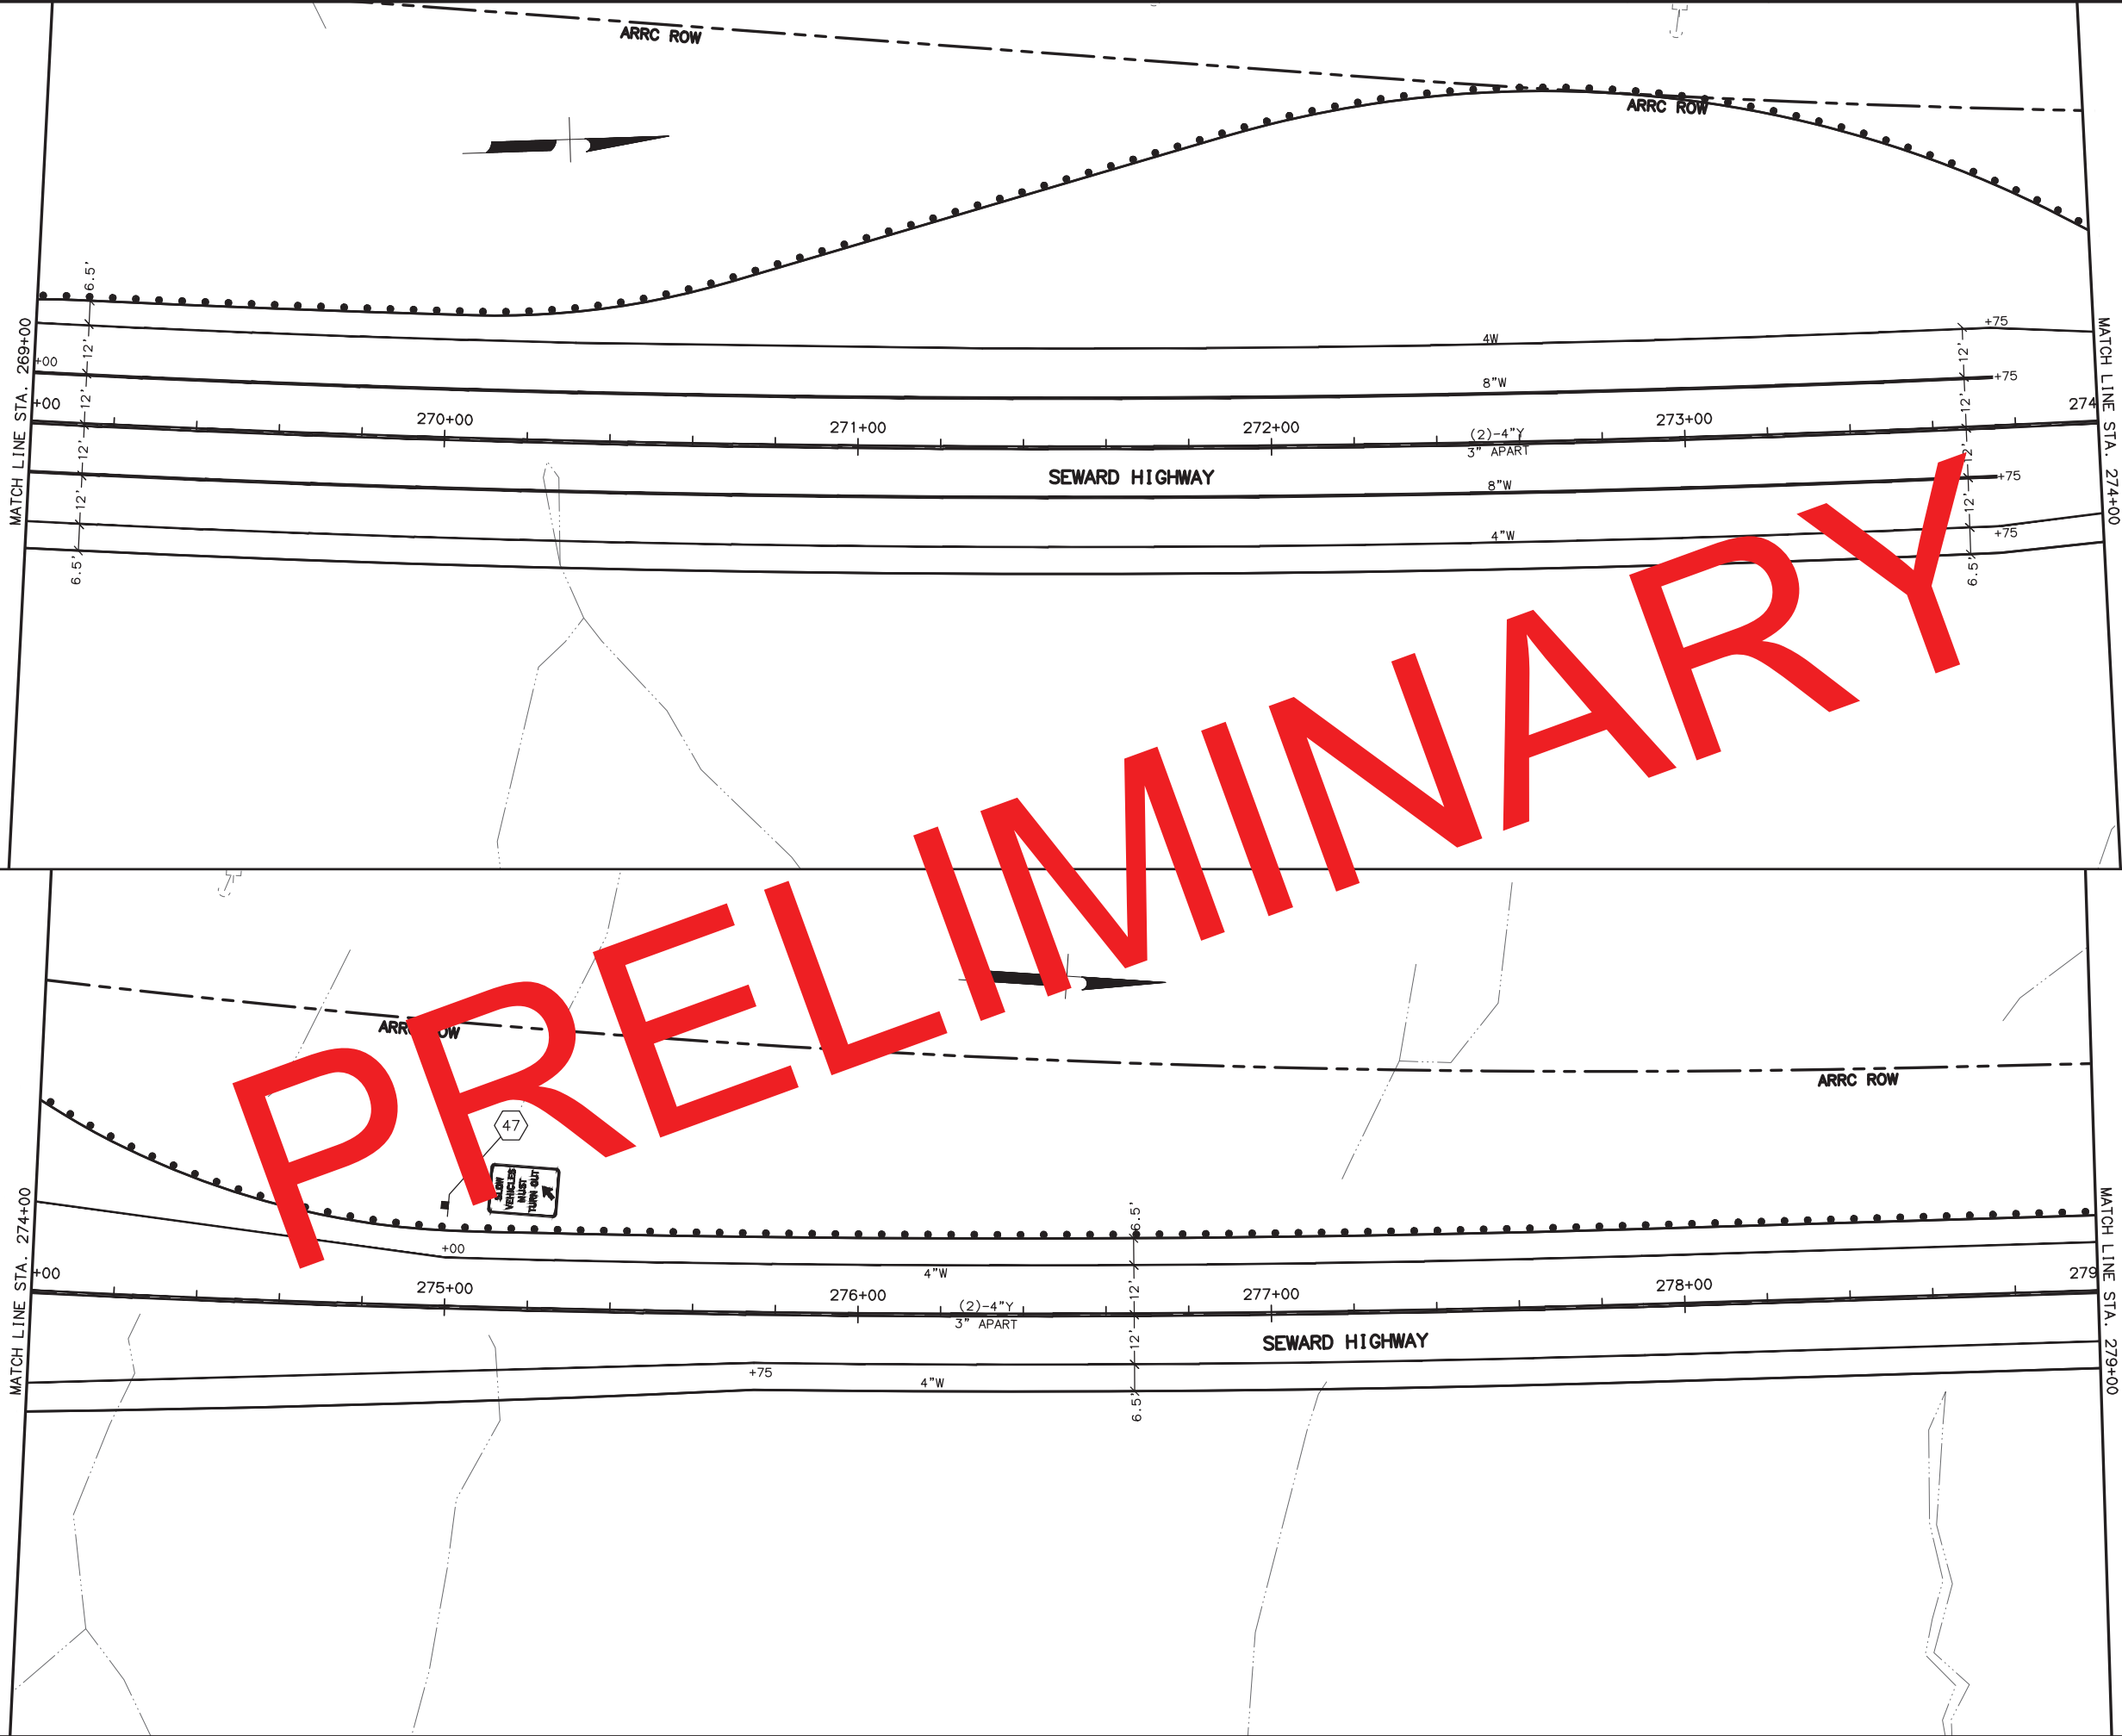 ARRC ROW
ARRC ROW
6.5'
12'
12'
12'
12'
6.5'
MATCH LINE STA. 269+00
+00
+00
270+00
271+00
272+00
273+00
274
4W
8"W
(2)-4"Y
3" APART
SEWARD HIGHWAY
8"W
4"W
+75
+75
+75
+75
12'
12'
12'
12'
6.5'
MATCH LINE STA. 274+00
PRELIMINARY
ARRC ROW
ARRC ROW
47
SLOW
VEHICLES
MUST
TURN OUT
MATCH LINE STA. 274+00
+00
+00
275+00
276+00
277+00
278+00
279
4"W
(2)-4"Y
3" APART
SEWARD HIGHWAY
+75
4"W
6.5'
12'
12'
6.5'
MATCH LINE STA. 279+00